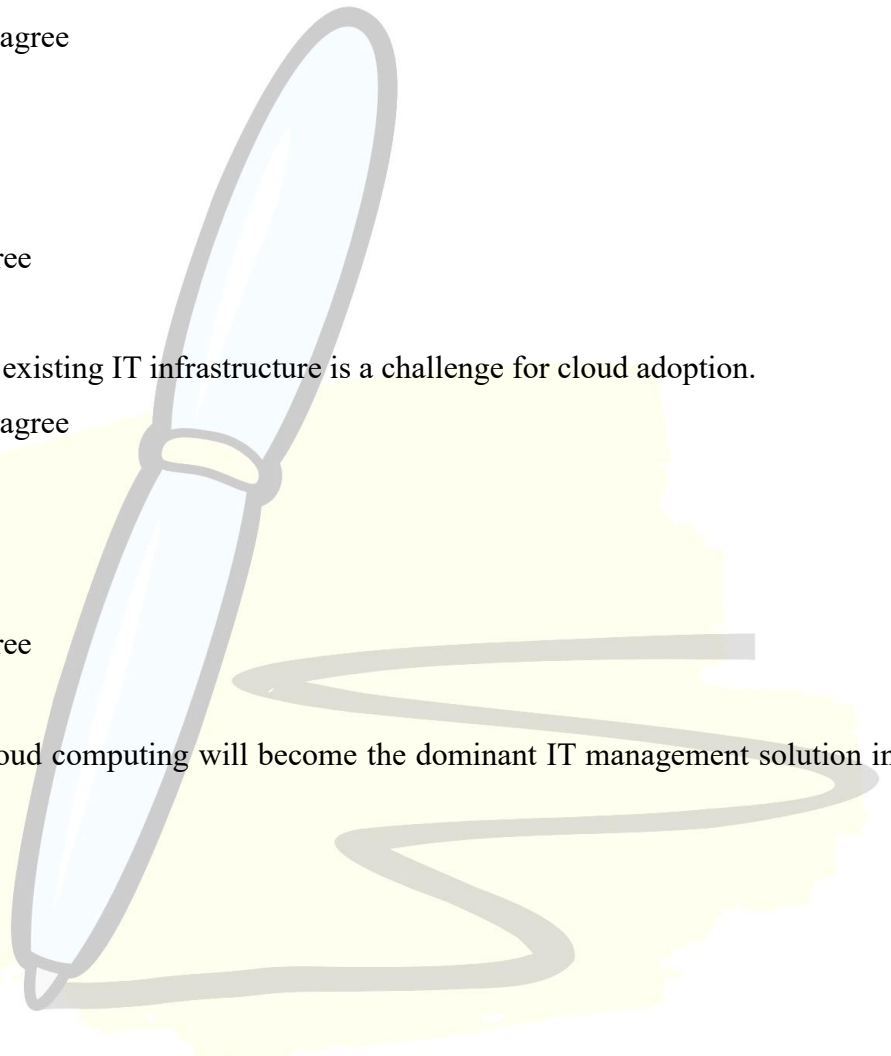 agree
ree
existing IT infrastructure is a challenge for cloud adoption.
agree
ree
oud computing will become the dominant IT management solution in